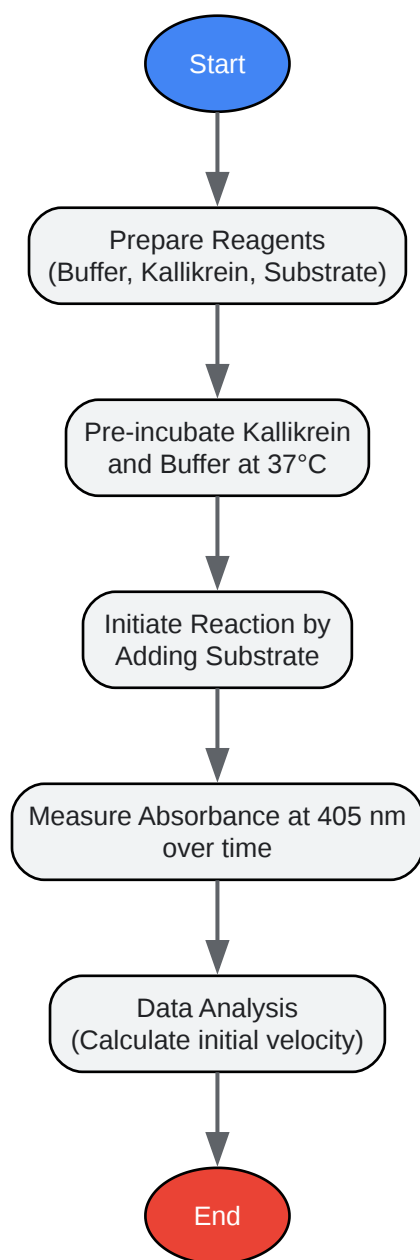 Start
Prepare Reagents
(Buffer, Kallikrein, Substrate)
Pre-incubate Kallikrein
and Buffer at 37°C
Initiate Reaction by
Adding Substrate
Measure Absorbance at 405 nm
over time
Data Analysis
(Calculate initial velocity)
End